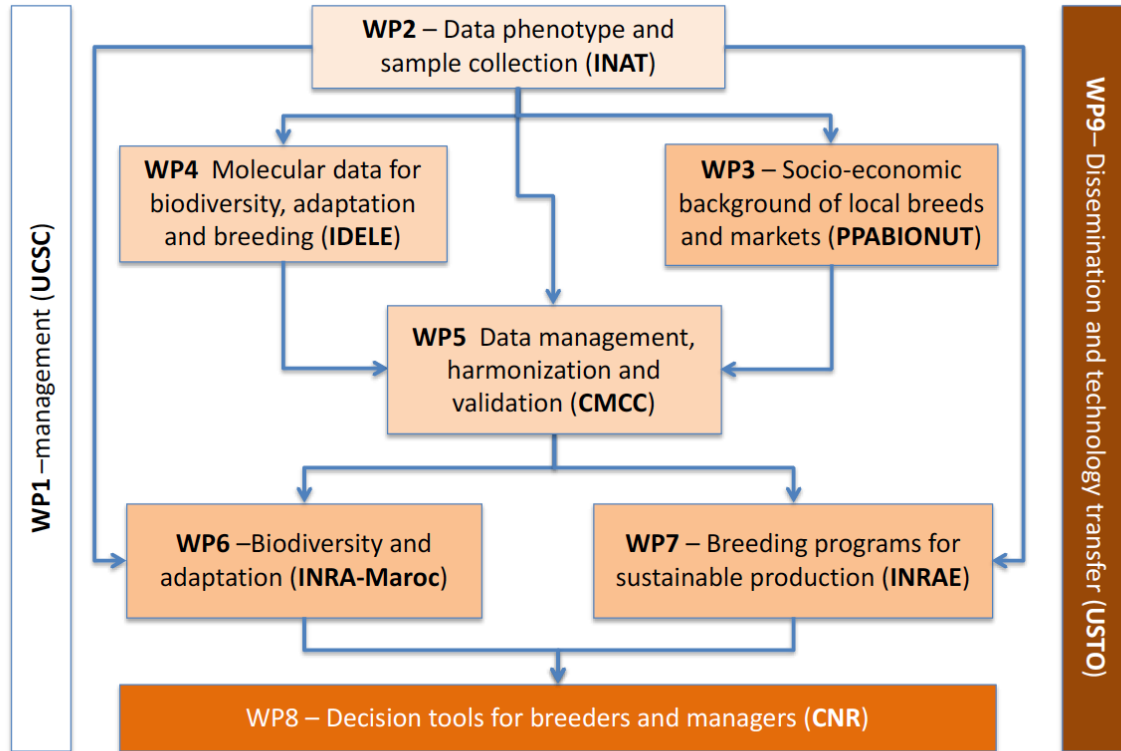 WP1 –management (UCSC)
WP2 – Data phenotype and
sample collection (INAT)
WP4  Molecular data for
biodiversity, adaptation
and breeding (IDELE)
WP3 – Socio-economic
background of local breeds
and markets (PPABIONUT)
WP5  Data management,
harmonization and
validation (CMCC)
WP6 –Biodiversity and
adaptation (INRA-Maroc)
WP7 – Breeding programs for
sustainable production (INRAE)
WP8 – Decision tools for breeders and managers (CNR)
WP9– Dissemination and technology transfer (USTO)